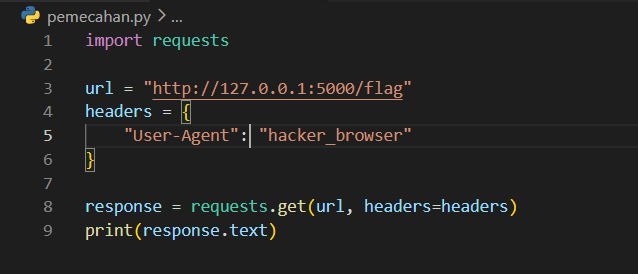 pemecahan.py > ...
1 import requests
2
3 url = "http://127.0.0.1:5000/flag"
4 headers = {
5     "User-Agent": "hacker_browser"
6 }
7
8 response = requests.get(url, headers=headers)
9 print(response.text)